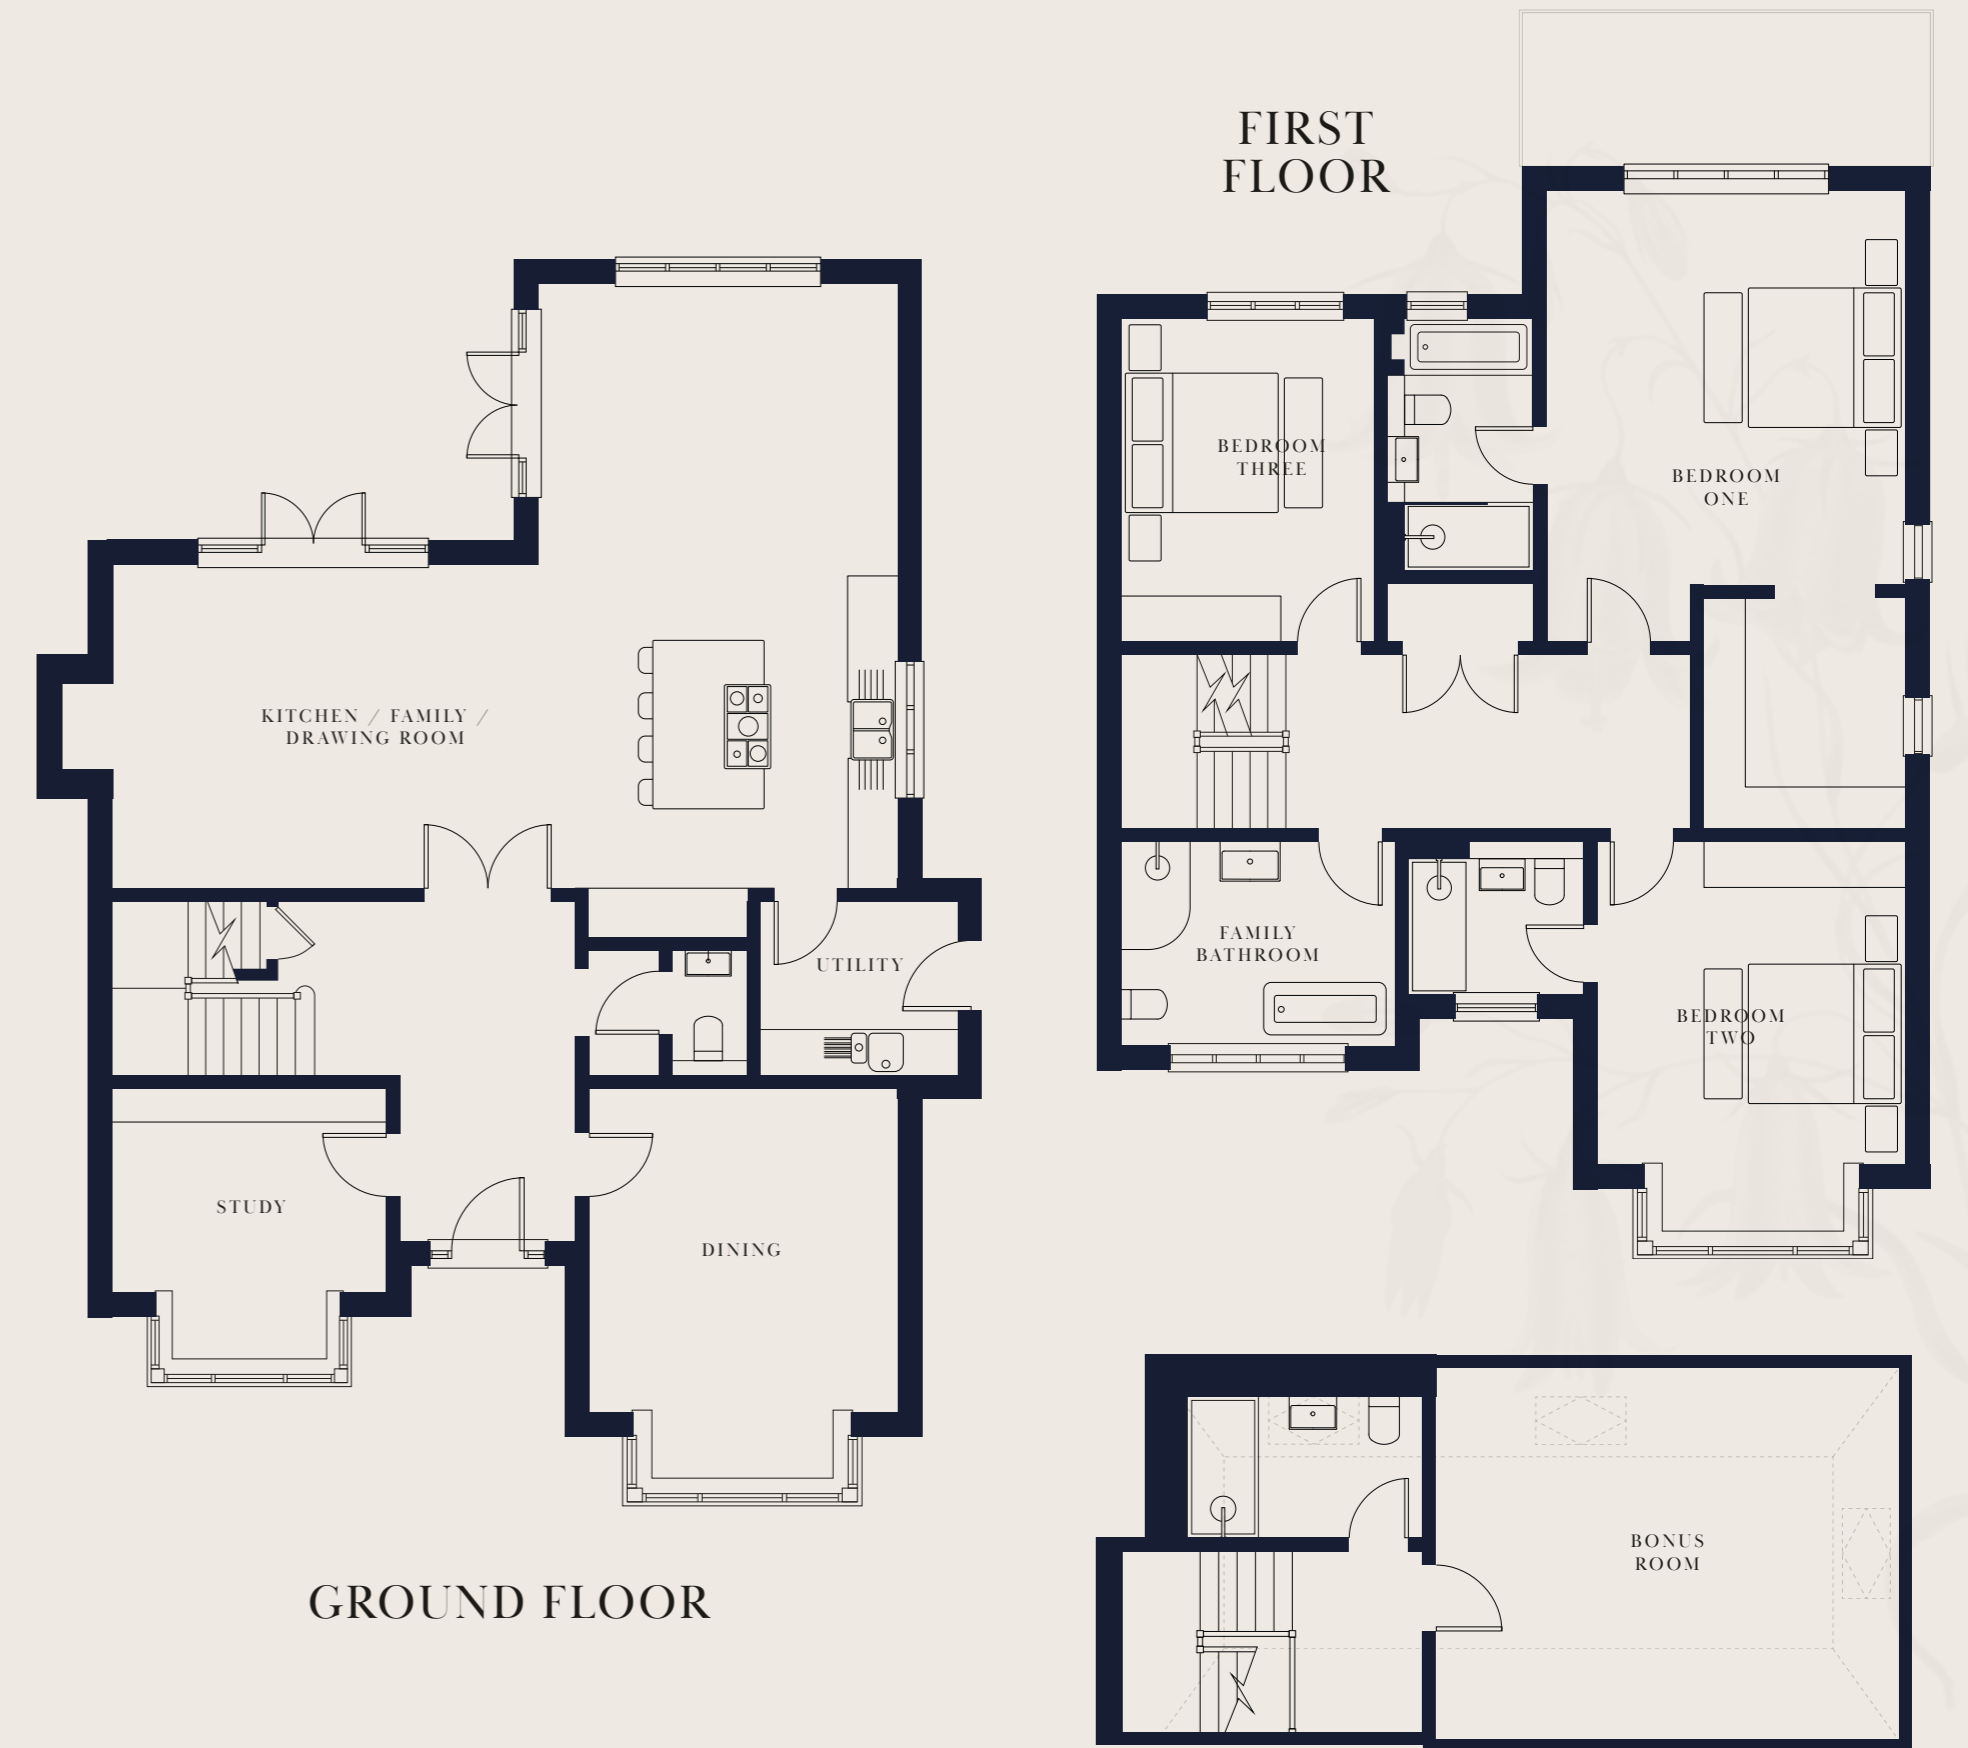 FIRST
FLOOR
BEDROOM
THREE
BEDROOM
ONE
KITCHEN / FAMILY /
DRAWING ROOM
FAMILY
BATHROOM
UTILITY
BEDROOM
TWO
STUDY
DINING
BONUS
ROOM
GROUND FLOOR